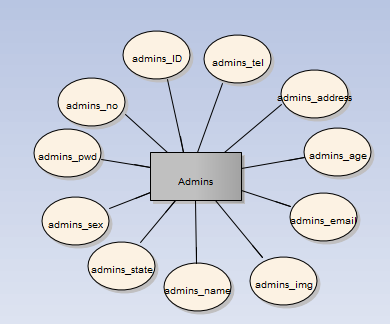 admins_ID
admins_tel
admins_address
admins_no
admins_pwd
admins_age
Admins
admins_sex
admins_email
admins_state
admins_name
admins_img